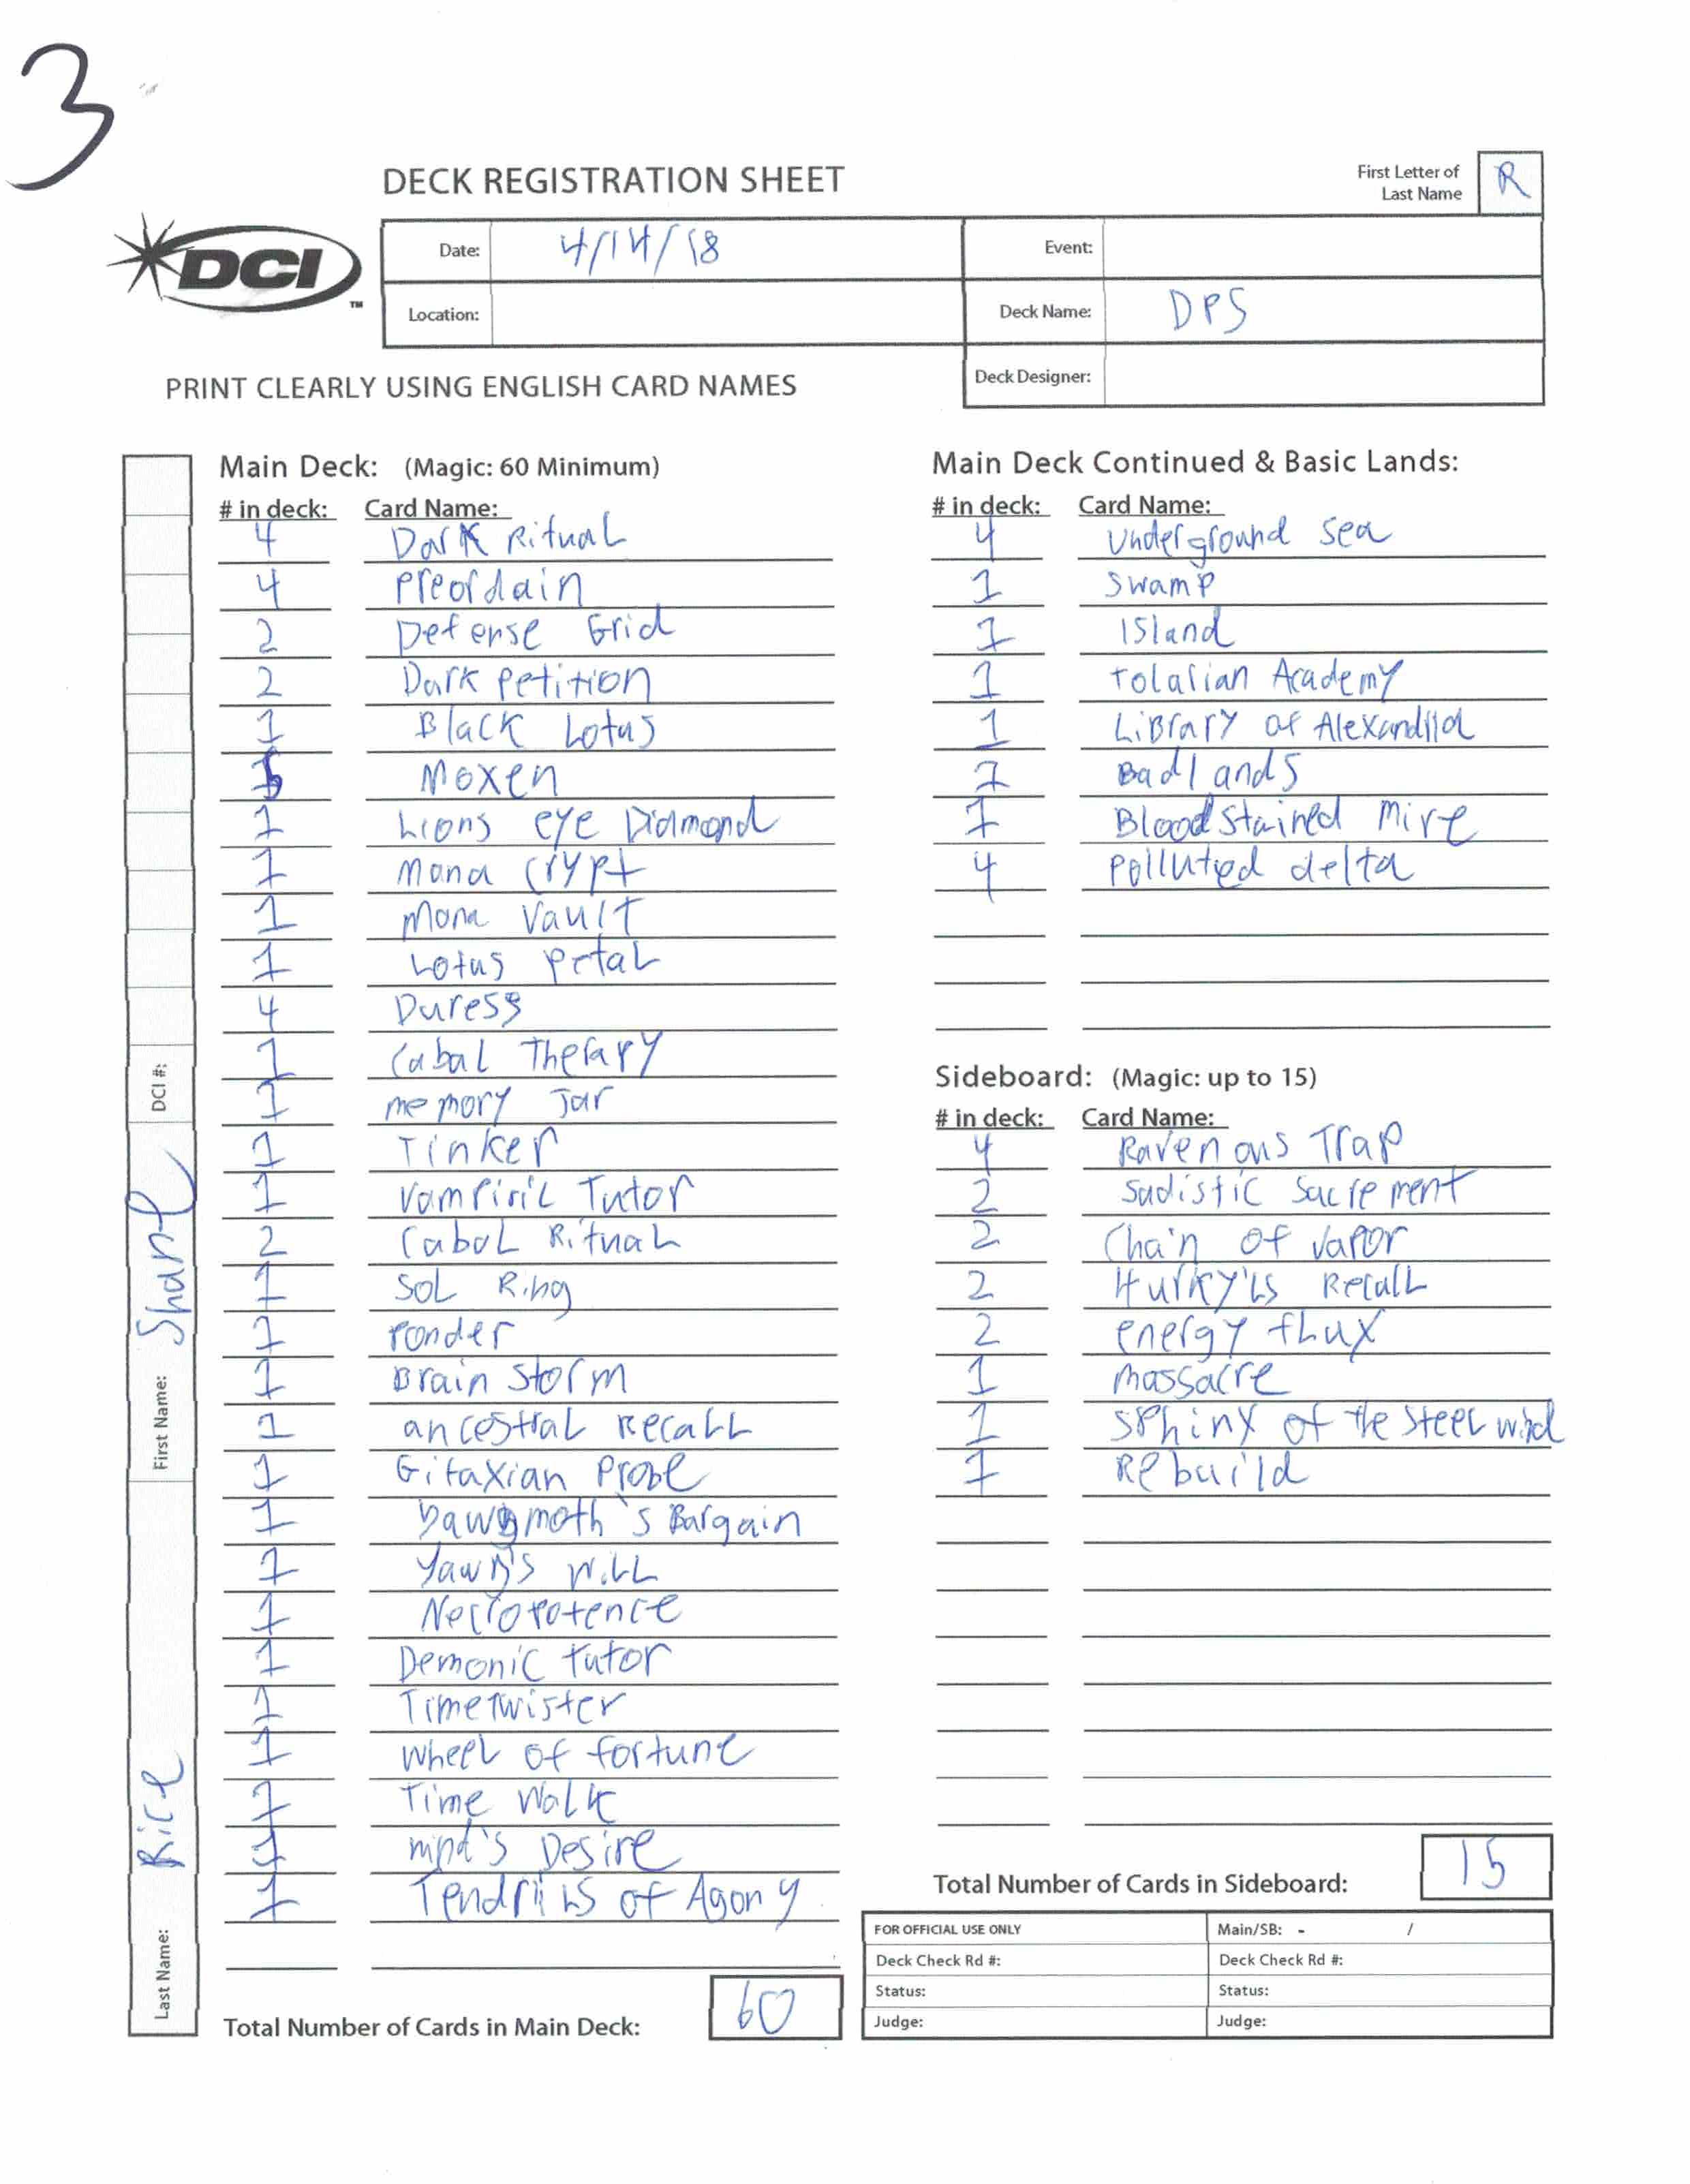 3
DECK REGISTRATION SHEET
First Letter of
Last Name
R
DCI
TM
Date: 4/14/18
Event:
Location:
Deck Name: DPS
Deck Designer:
PRINT CLEARLY USING ENGLISH CARD NAMES
Main Deck: (Magic: 60 Minimum)
# in deck: Card Name:
4 Dark Ritual
4 Preordain
2 Defense Grid
2 Dark Petition
1 Black Lotus
5 Moxen
1 Lions eye Diamond
1 Mana Crypt
1 Mana Vault
1 Lotus Petal
4 Duress
1 Cabal Therapy
1 memory Jar
1 Tinker
1 Vampiric Tutor
2 Cabal Ritual
1 Sol Ring
1 Ponder
1 Brain storm
1 ancestral Recall
1 Gitaxian Probe
1 Yawgmoth's Bargain
1 Yawn's Will
1 Necropotence
1 Demonic tutor
1 Timetwister
1 wheel of fortune
1 Time Walk
1 mind's Desire
1 Tendrills of Agony
Total Number of Cards in Main Deck: 60
Main Deck Continued & Basic Lands:
# in deck: Card Name:
4 Underground Sea
1 Swamp
1 Island
1 Tolarian Academy
1 Library of Alexandria
1 Badlands
1 Blood stained Mire
4 Polluted delta
Sideboard: (Magic: up to 15)
# in deck: Card Name:
4 Ravenous Trap
2 Sadistic Sacrement
2 Chain of Vapor
2 Hurky'ls Recall
2 energy flux
1 massacre
1 Sphinx of the Steel wind
1 Rebuild
Total Number of Cards in Sideboard: 15
FOR OFFICIAL USE ONLY
Main/SB: - /
Deck Check Rd #:
Deck Check Rd #:
Status:
Status:
Judge:
Judge:
DCI #:
First Name: Shane
Last Name: Rice